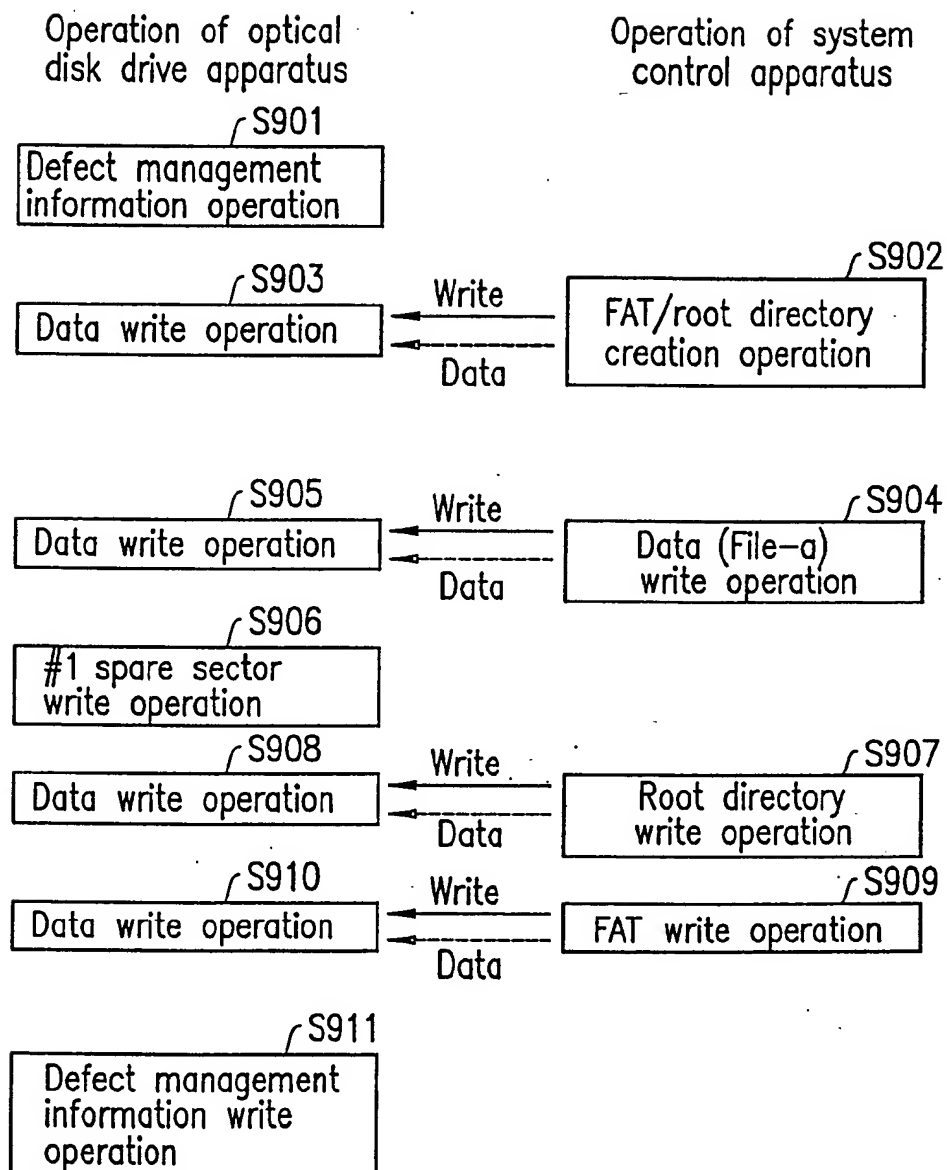 Operation of optical
disk drive apparatus
Operation of system
control apparatus
S901
Defect management
information operation
S902
FAT/root directory
creation operation
S903
Data write operation
Write
Data
S904
Data (File-a)
write operation
S905
Data write operation
Write
Data
S906
#1 spare sector
write operation
S907
Root directory
write operation
S908
Data write operation
Write
Data
S909
FAT write operation
S910
Data write operation
Write
Data
S911
Defect management
information write
operation